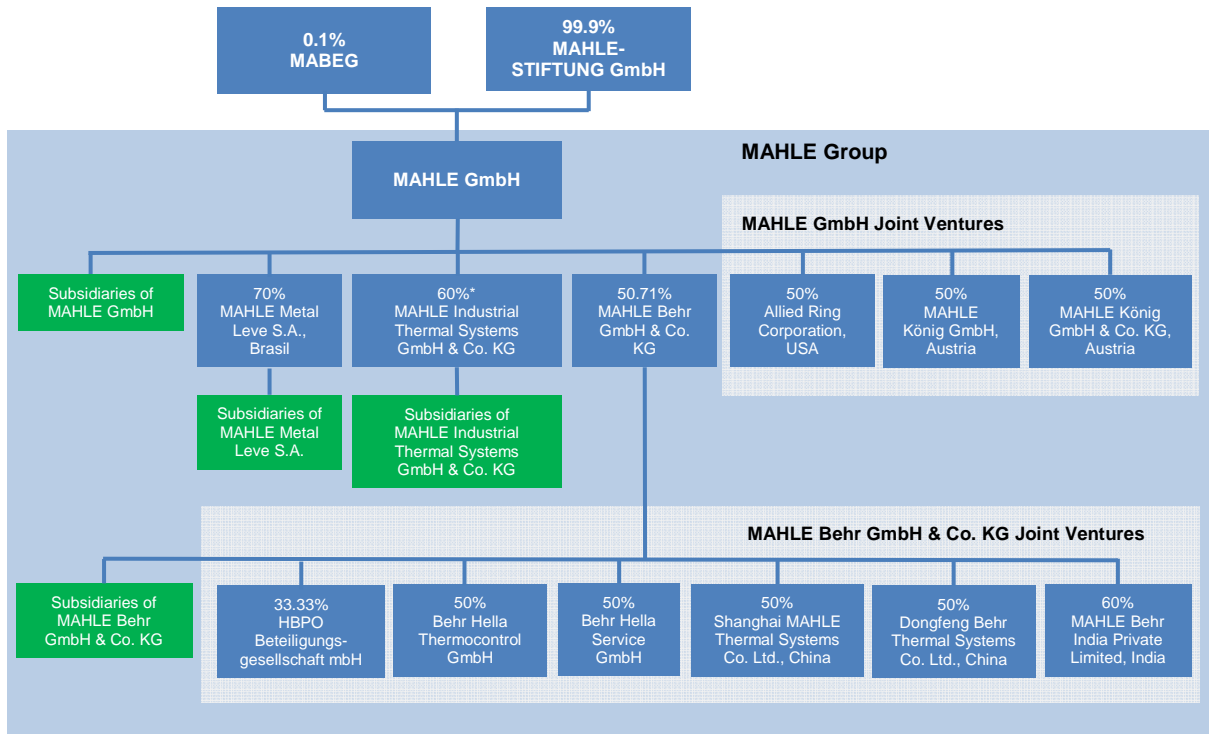 0.1%
MABEG
99.9%
MAHLE-
STIFTUNG GmbH
MAHLE Group
MAHLE GmbH
MAHLE GmbH Joint Ventures
Subsidiaries of
MAHLE GmbH
70%
MAHLE Metal
Leve S.A.,
Brasil
60%*
MAHLE Industrial
Thermal Systems
GmbH & Co. KG
50.71%
MAHLE Behr
GmbH & Co.
KG
50%
Allied Ring
Corporation,
USA
50%
MAHLE
König GmbH,
Austria
50%
MAHLE König
GmbH & Co. KG,
Austria
Subsidiaries of
MAHLE Metal
Leve S.A.
Subsidiaries of
MAHLE Industrial
Thermal Systems
GmbH & Co. KG
MAHLE Behr GmbH & Co. KG Joint Ventures
Subsidiaries of
MAHLE Behr
GmbH & Co. KG
33.33%
HBPO
Beteiligungs-
gesellschaft mbH
50%
Behr Hella
Thermocontrol
GmbH
50%
Behr Hella
Service
GmbH
50%
Shanghai MAHLE
Thermal Systems
Co. Ltd., China
50%
Dongfeng Behr
Thermal Systems
Co. Ltd., China
60%
MAHLE Behr
India Private
Limited, India